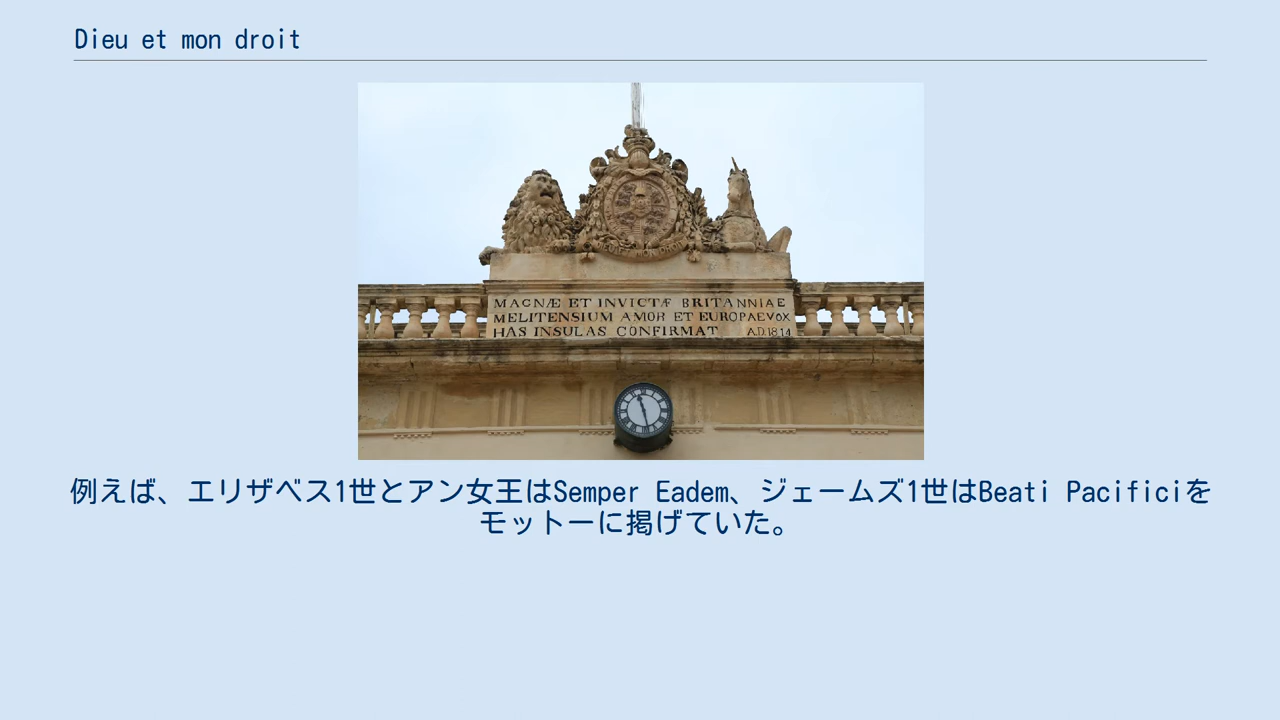 Dieu et mon droit
MAGNÆ ET INVICTÆ BRITANNIAE
MELITENSIUM AMOR ET EUROPAE VOX
HAS INSULAS CONFIRMAT A.D.1814
例えば、エリザベス1世とアン女王はSemper Eadem、ジェームズ1世はBeati Pacificiを
モットーに掲げていた。